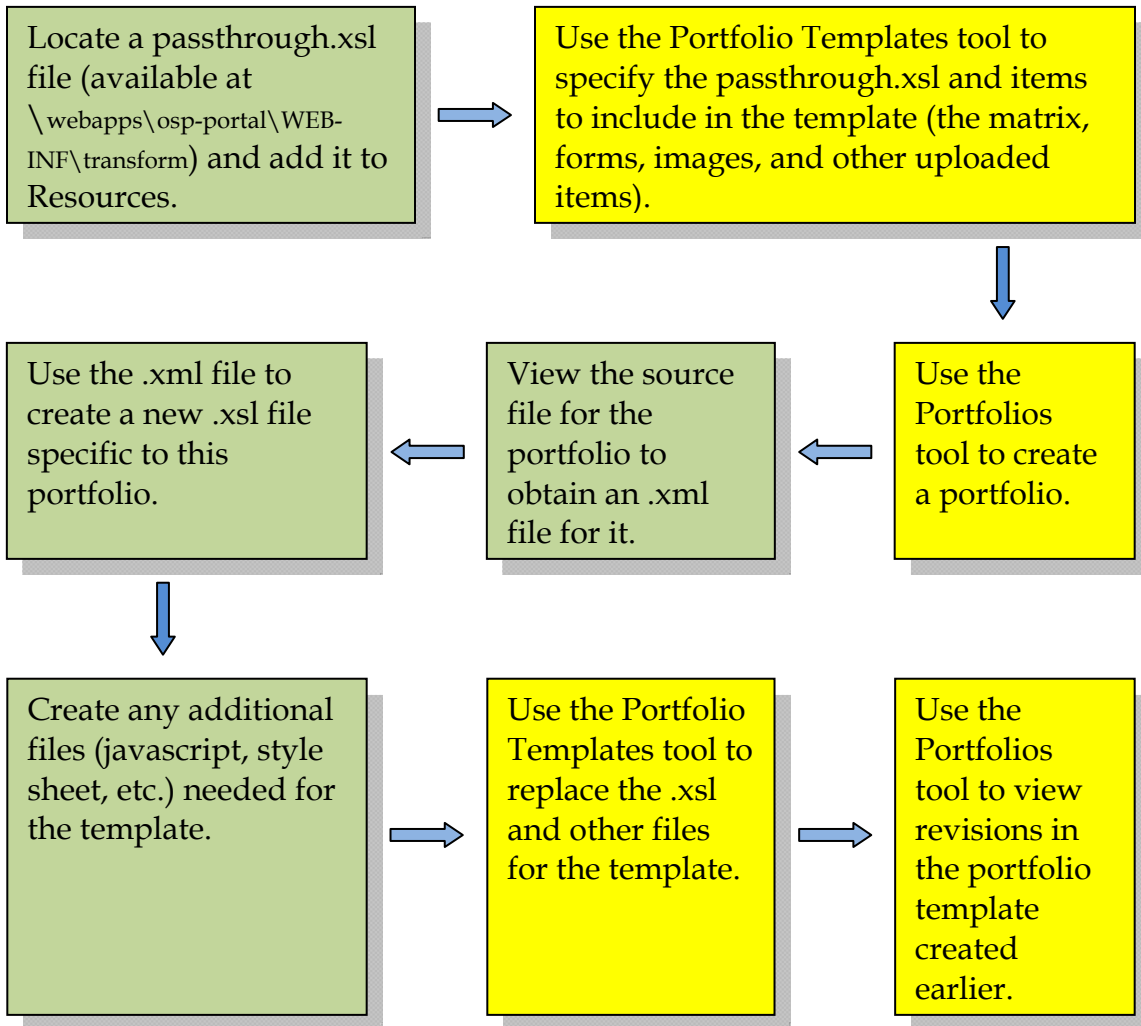 Locate a passthrough.xsl
file (available at
\webapps\osp-portal\WEB-
INF\transform) and add it to
Resources.
Use the Portfolio Templates tool to
specify the passthrough.xsl and items
to include in the template (the matrix,
forms, images, and other uploaded
items).
Use the
Portfolios
tool to create
a portfolio.
View the source
file for the
portfolio to
obtain an .xml
file for it.
Use the .xml file to
create a new .xsl file
specific to this
portfolio.
Create any additional
files (javascript, style
sheet, etc.) needed for
the template.
Use the Portfolio
Templates tool to
replace the .xsl
and other files
for the template.
Use the
Portfolios
tool to view
revisions in
the portfolio
template
created
earlier.